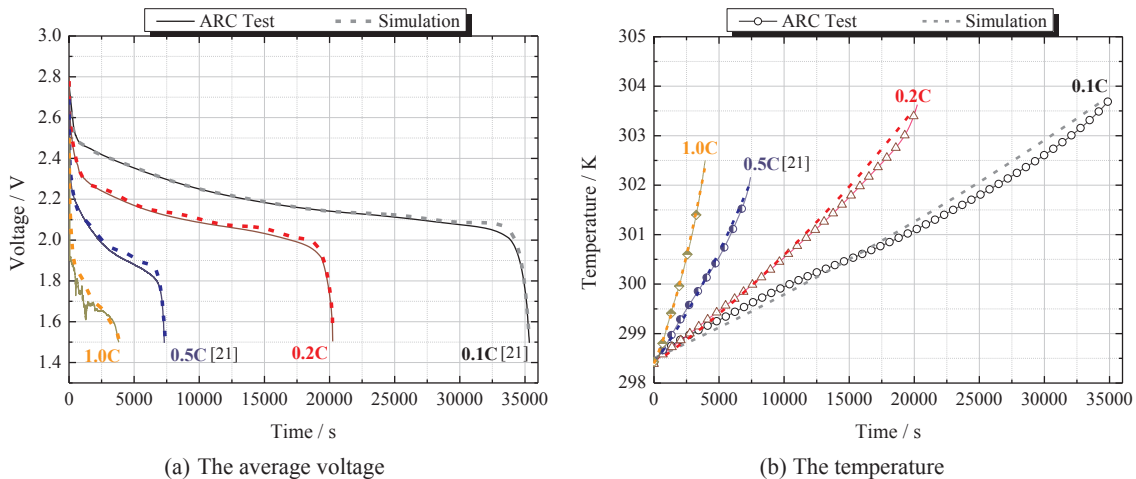 ARC Test Simulation
3.0
2.8
2.6
2.4
2.2
2.0
1.8
1.6
1.4
Voltage / V
1.0C
0.5C [21]
0.2C
0.1C [21]
0 5000 10000 15000 20000 25000 30000 35000
Time / s
(a) The average voltage
ARC Test Simulation
305
304
303
302
301
300
299
298
Temperature / K
1.0C
0.5C [21]
0.2C
0.1C
0 5000 10000 15000 20000 25000 30000 35000
Time / s
(b) The temperature